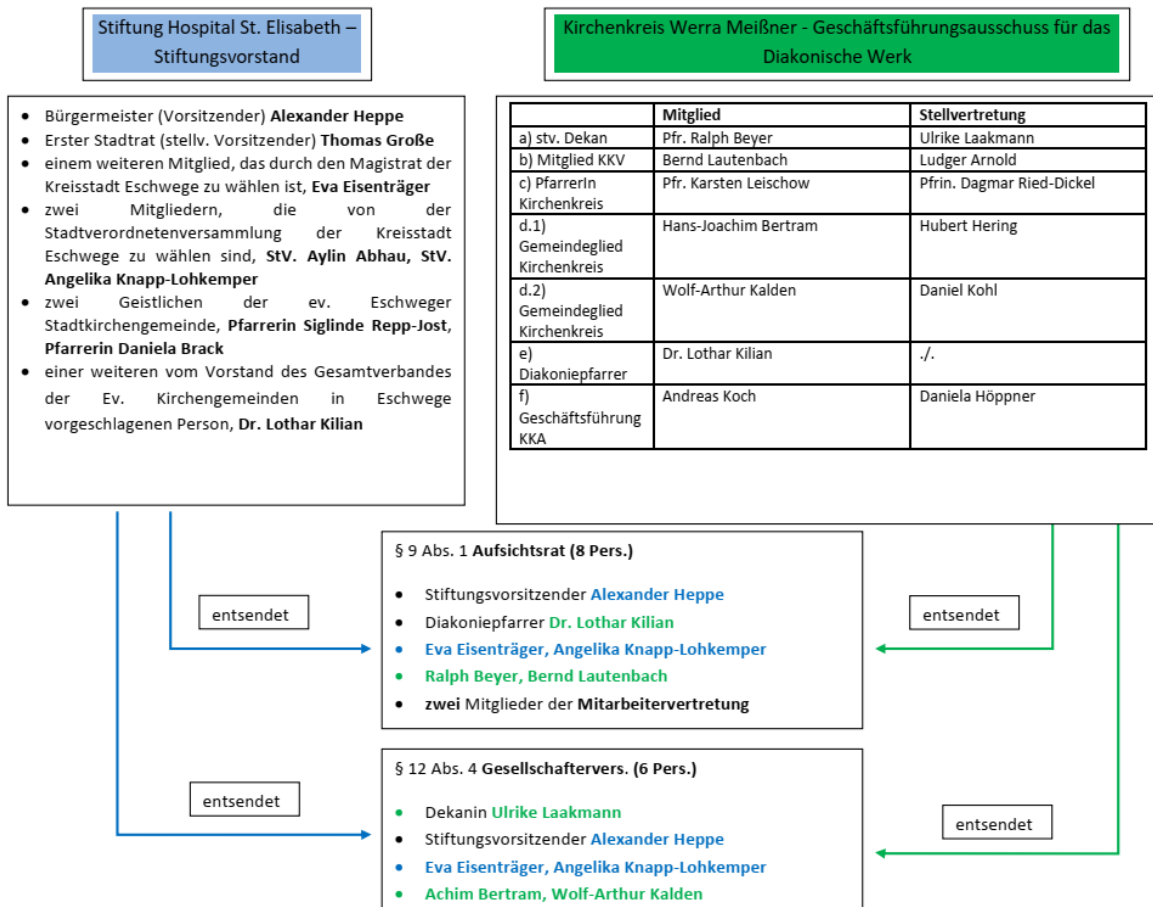 Stiftung Hospital St. Elisabeth –
Stiftungsvorstand
Kirchenkreis Werra Meißner - Geschäftsführungsausschuss für das
Diakonische Werk
• Bürgermeister (Vorsitzender) Alexander Heppe
• Erster Stadtrat (stellv. Vorsitzender) Thomas Große
• einem weiteren Mitglied, das durch den Magistrat der
Kreisstadt Eschwege zu wählen ist, Eva Eisenträger
• zwei Mitgliedern, die von der
Stadtverordnetenversammlung der Kreisstadt
Eschwege zu wählen sind, StV. Aylin Abhau, StV.
Angelika Knapp-Lohkemper
• zwei Geistlichen der ev. Eschweger
Stadtkirchengemeinde, Pfarrerin Siglinde Repp-Jost,
Pfarrerin Daniela Brack
• einer weiteren vom Vorstand des Gesamtverbandes
der Ev. Kirchengemeinden in Eschwege
vorgeschlagenen Person, Dr. Lothar Kilian
Mitglied Stellvertretung
a) stv. Dekan Pfr. Ralph Beyer Ulrike Laakmann
b) Mitglied KKV Bernd Lautenbach Ludger Arnold
c) PfarrerIn Pfr. Karsten Leischow Pfrin. Dagmar Ried-Dickel
Kirchenkreis
d.1) Hans-Joachim Bertram Hubert Hering
Gemeindeglied
Kirchenkreis
d.2) Wolf-Arthur Kalden Daniel Kohl
Gemeindeglied
Kirchenkreis
e) Dr. Lothar Kilian ./.
Diakoniepfarrer
f) Andreas Koch Daniela Höppner
Geschäftsführung
KKA
entsendet
§ 9 Abs. 1 Aufsichtsrat (8 Pers.)
• Stiftungsvorsitzender Alexander Heppe
• Diakoniepfarrer Dr. Lothar Kilian
• Eva Eisenträger, Angelika Knapp-Lohkemper
• Ralph Beyer, Bernd Lautenbach
• zwei Mitglieder der Mitarbeitervertretung
entsendet
entsendet
§ 12 Abs. 4 Gesellschaftervers. (6 Pers.)
• Dekanin Ulrike Laakmann
• Stiftungsvorsitzender Alexander Heppe
• Eva Eisenträger, Angelika Knapp-Lohkemper
• Achim Bertram, Wolf-Arthur Kalden
entsendet